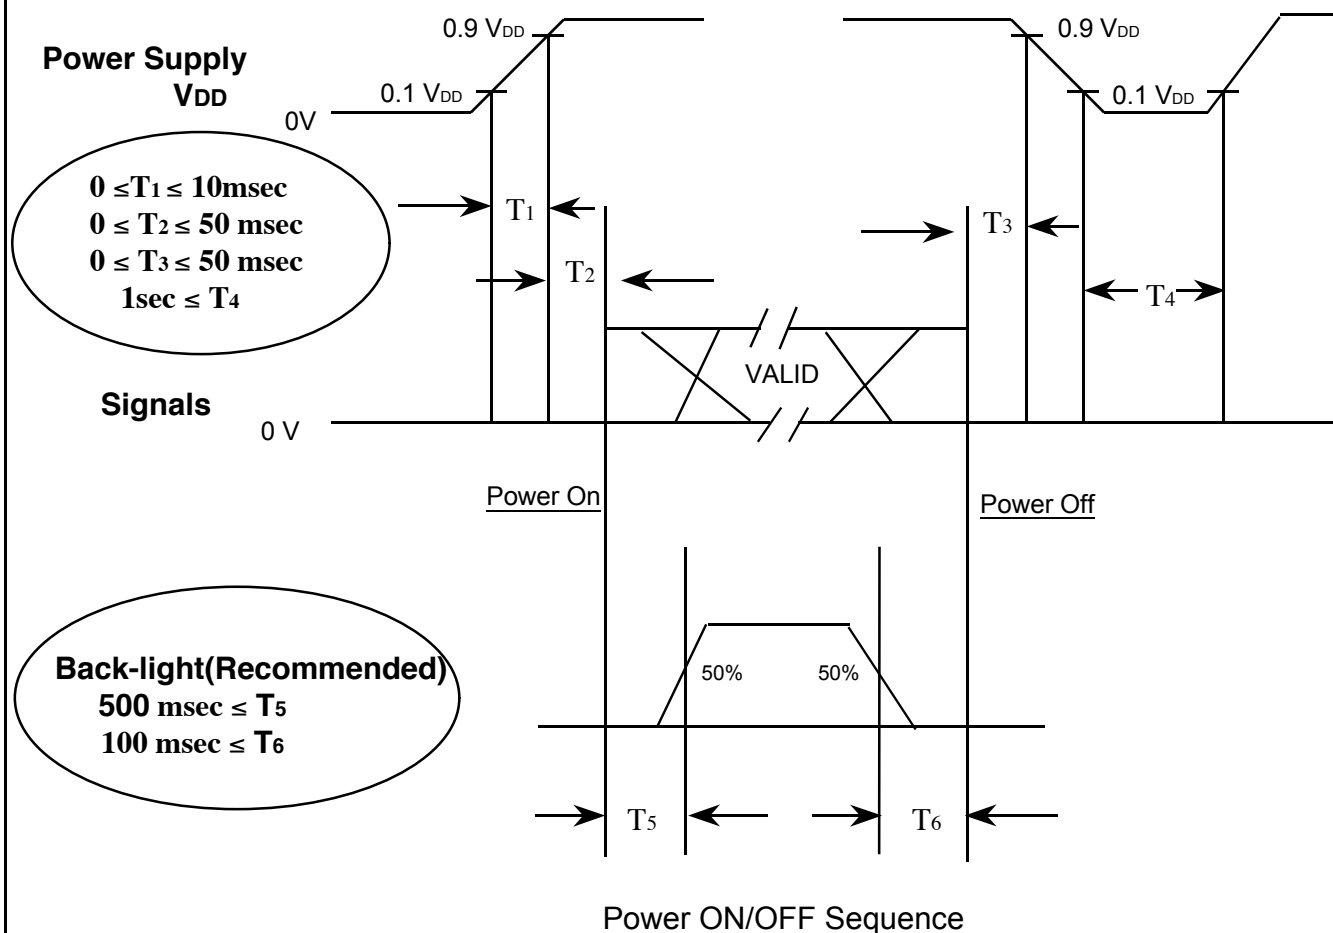 0.9 VDD
0.9 VDD
Power Supply
VDD
0.1 VDD
0.1 VDD
0V
0 ≤T1 ≤ 10msec
0 ≤ T2 ≤ 50 msec
0 ≤ T3 ≤ 50 msec
1sec ≤ T4
T1
T2
T3
T4
VALID
Signals
0 V
Power On
Power Off
Back-light(Recommended)
500 msec ≤ T5
100 msec ≤ T6
50%
50%
T5
T6
Power ON/OFF Sequence